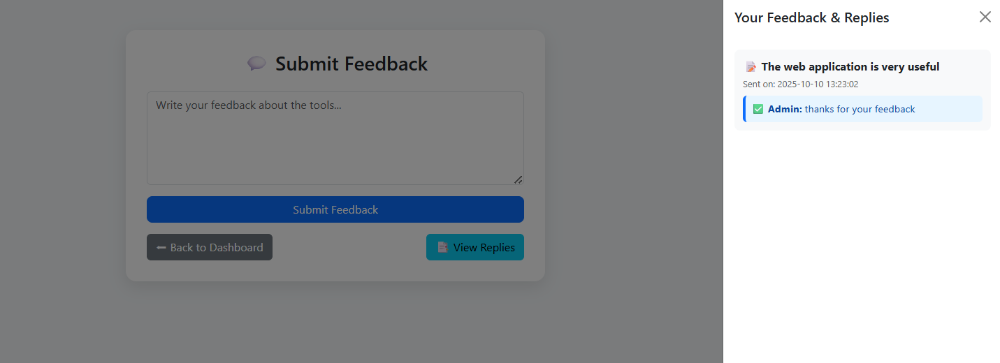 Submit Feedback
Write your feedback about the tools...
Submit Feedback
Back to Dashboard
View Replies
Your Feedback & Replies
The web application is very useful
Sent on: 2025-10-10 13:23:02
Admin: thanks for your feedback